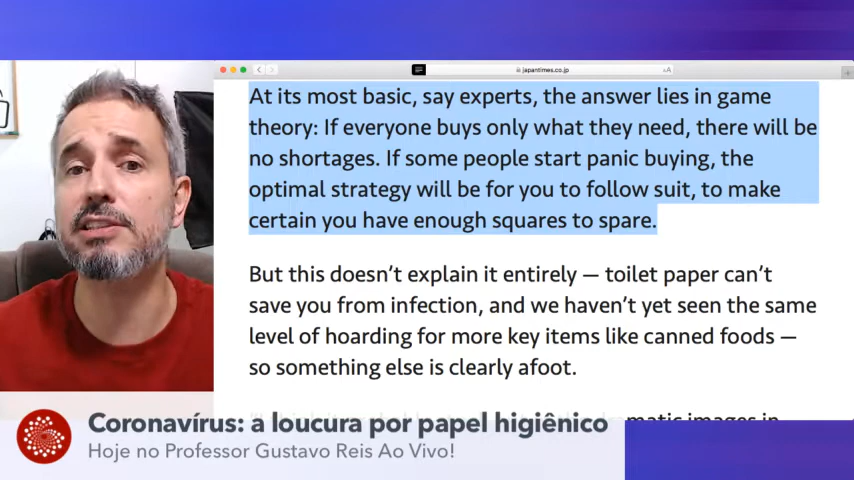 japantimes.co.jp
AA
At its most basic, say experts, the answer lies in game
theory: If everyone buys only what they need, there will be
no shortages. If some people start panic buying, the
optimal strategy will be for you to follow suit, to make
certain you have enough squares to spare.
But this doesn’t explain it entirely — toilet paper can’t
save you from infection, and we haven’t yet seen the same
level of hoarding for more key items like canned foods —
so something else is clearly afoot.
images in
Coronavírus: a loucura por papel higiênico
Hoje no Professor Gustavo Reis Ao Vivo!